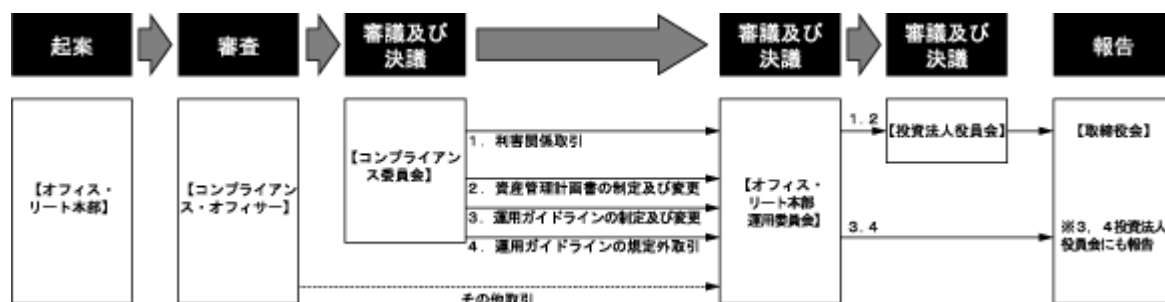 起案
審査
審議及び
決議
審議及び
決議
審議及び
決議
報告
【オフィス・
リート本部】
【コンプライアン
ス・オフィサー】
【コンプライアン
ス委員会】
1．利害関係取引
2．資産管理計画書の制定及び変更
3．運用ガイドラインの制定及び変更
4．運用ガイドラインの規定外取引
その他取引
【オフィス・
リート本部
運用委員会】
1．2
3．4
【投資法人役員会】
【取締役会】
※3，4投資法人
役員会にも報告